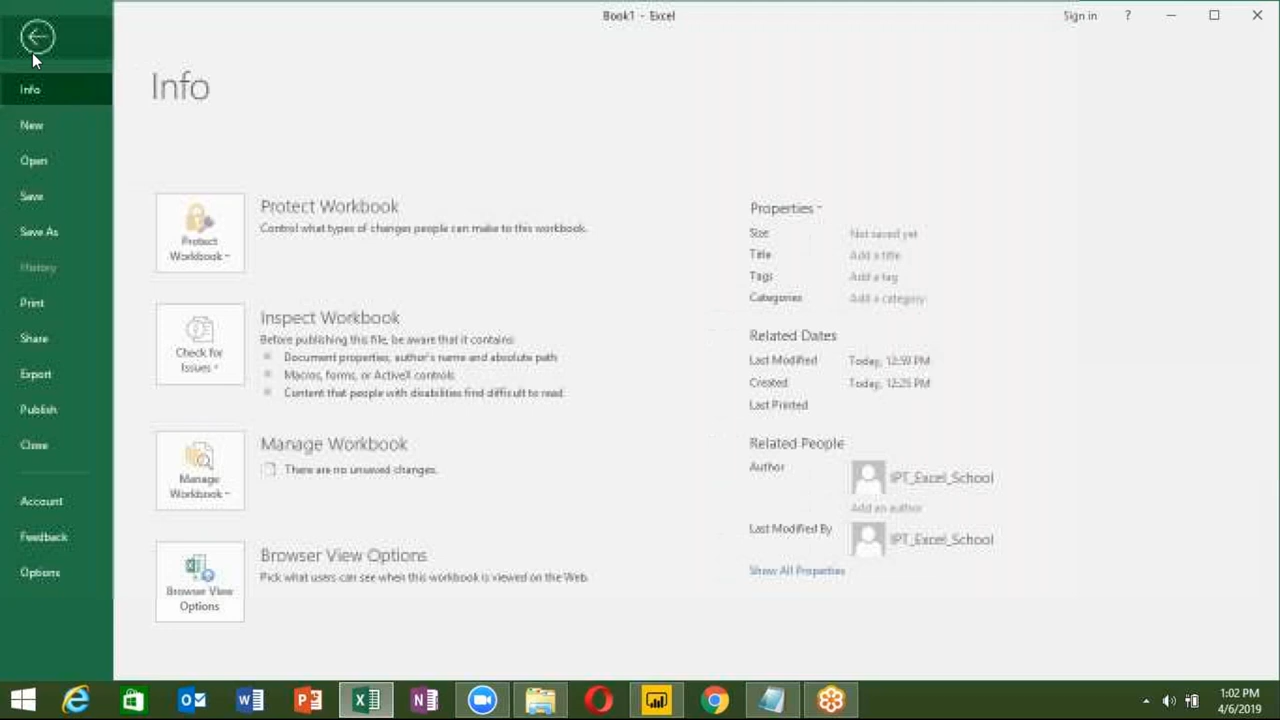 Book1 - Excel
Sign in ?
Info
New
Open
Save
Save As
History
Print
Share
Export
Publish
Close
Account
Feedback
Options
Info
Protect Workbook
Protect Workbook
Control what types of changes people can make to this workbook.
Check for Issues
Inspect Workbook
Before publishing this file, be aware that it contains:
Document properties, author's name and absolute path
Macros, forms, or ActiveX controls
Content that people with disabilities find difficult to read
Manage Workbook
Manage Workbook
There are no unsaved changes.
Browser View Options
Browser View Options
Pick what users can see when this workbook is viewed on the Web.
Properties
Size Not saved yet
Title Add a title
Tags Add a tag
Categories Add a category
Related Dates
Last Modified Today, 12:59 PM
Created Today, 12:25 PM
Last Printed
Related People
Author IPT_Excel_School
Add an author
Last Modified By IPT_Excel_School
Show All Properties
1:02 PM
4/6/2019